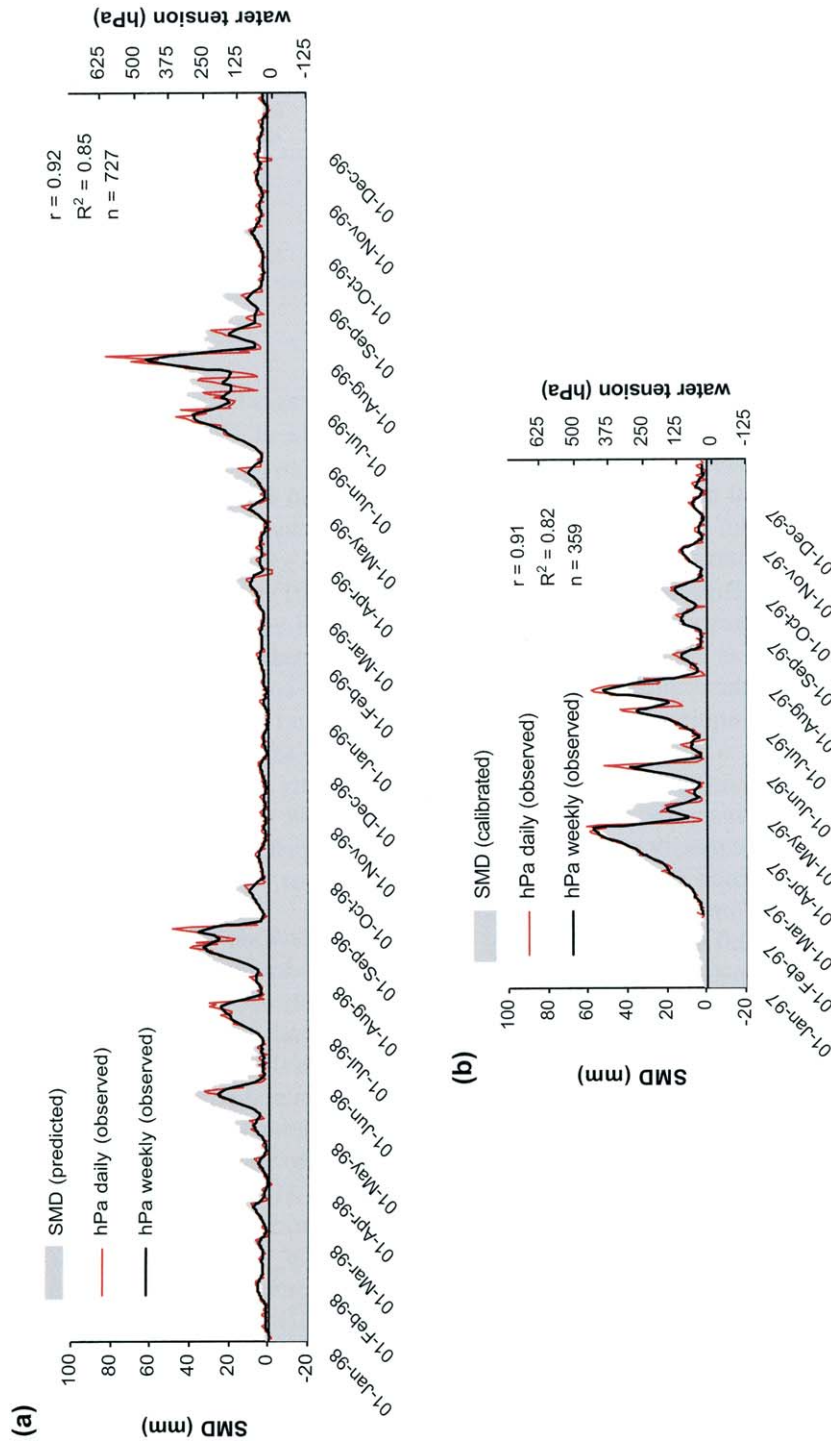 (a)
SMD (predicted)
hPa daily (observed)
hPa weekly (observed)
r = 0.92
R² = 0.85
n = 727
SMD (mm)
100
80
60
40
20
0
-20
water tension (hPa)
625
500
375
250
125
0
-125
01-Jan-98
01-Feb-98
01-Mar-98
01-Apr-98
01-May-98
01-Jun-98
01-Jul-98
01-Aug-98
01-Sep-98
01-Oct-98
01-Nov-98
01-Dec-98
01-Jan-99
01-Feb-99
01-Mar-99
01-Apr-99
01-May-99
01-Jun-99
01-Jul-99
01-Aug-99
01-Sep-99
01-Oct-99
01-Nov-99
01-Dec-99
(b)
SMD (calibrated)
hPa daily (observed)
hPa weekly (observed)
r = 0.91
R² = 0.82
n = 359
SMD (mm)
100
80
60
40
20
0
-20
water tension (hPa)
625
500
375
250
125
0
-125
01-Jan-97
01-Feb-97
01-Mar-97
01-Apr-97
01-May-97
01-Jun-97
01-Jul-97
01-Aug-97
01-Sep-97
01-Oct-97
01-Nov-97
01-Dec-97